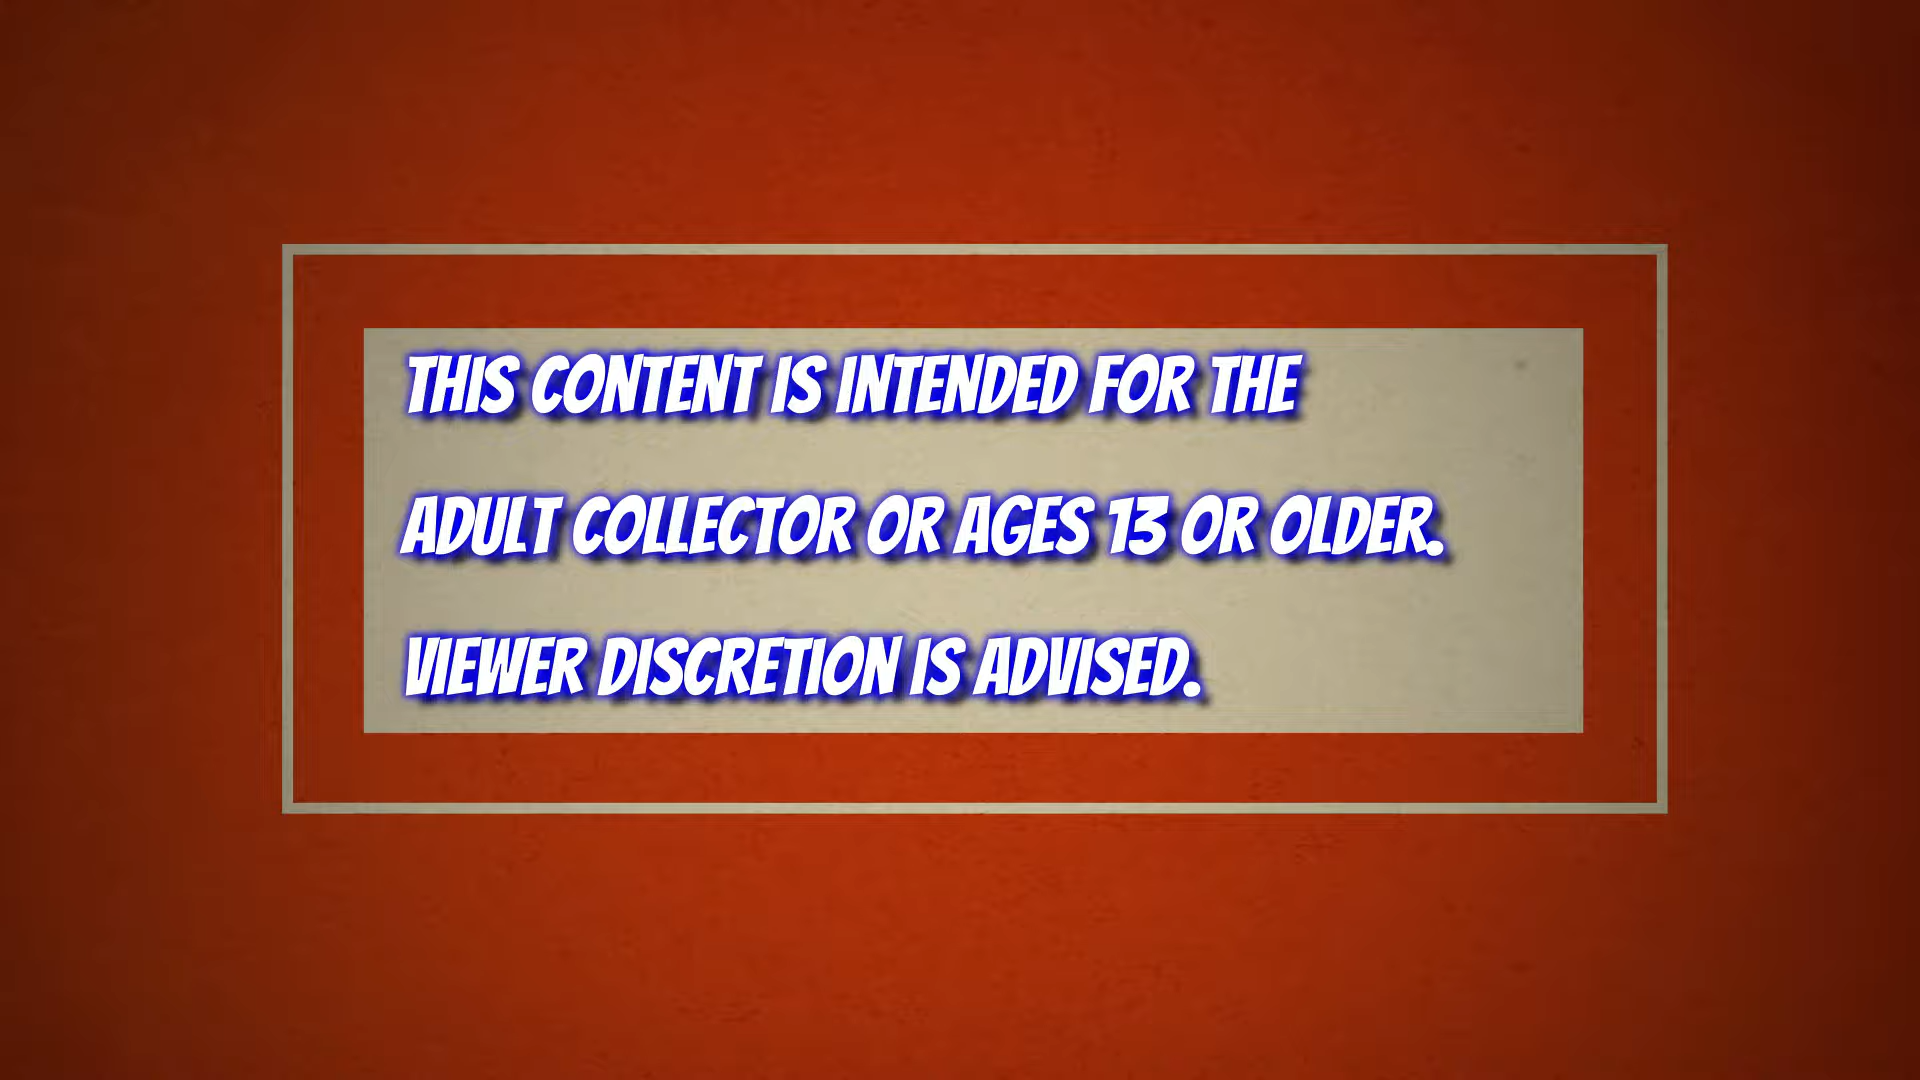 THIS CONTENT IS INTENDED FOR THE
ADULT COLLECTOR OR AGES 13 OR OLDER.
VIEWER DISCRETION IS ADVISED.